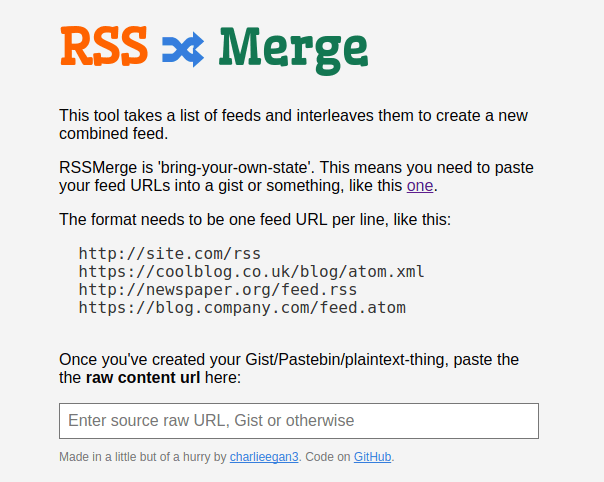 RSS Merge
This tool takes a list of feeds and interleaves them to create a new
combined feed.
RSSMerge is 'bring-your-own-state'. This means you need to paste
your feed URLs into a gist or something, like this one.
The format needs to be one feed URL per line, like this:
http://site.com/rss
https://coolblog.co.uk/blog/atom.xml
http://newspaper.org/feed.rss
https://blog.company.com/feed.atom
Once you've created your Gist/Pastebin/plaintext-thing, paste the
the raw content url here:
Enter source raw URL, Gist or otherwise
Made in a little but of a hurry by charlieegan3. Code on GitHub.